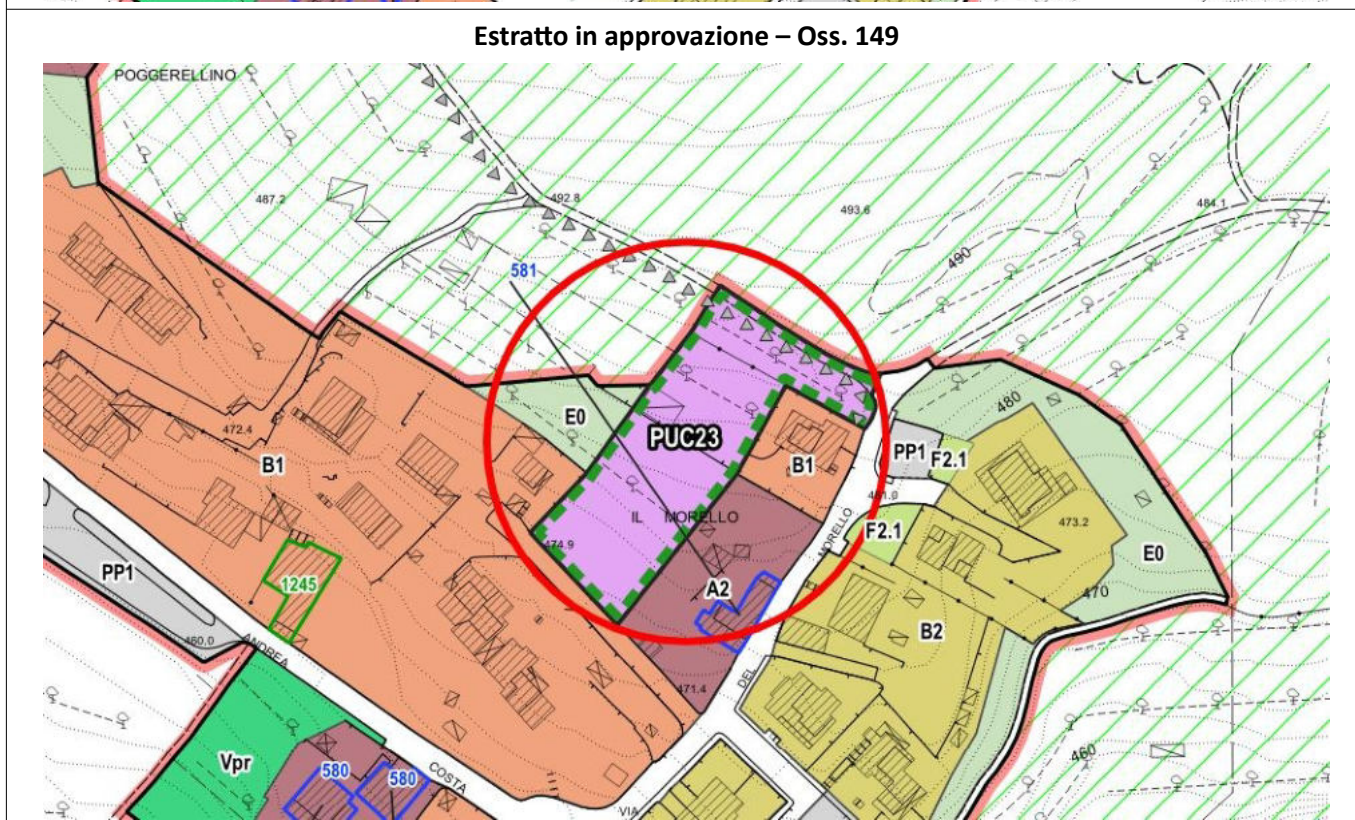 Estratto in approvazione – Oss. 149
POGGERELLINO
487.2
492.8
493.6
484.1
490
581
E0
480
472.4
B1
PUC23
B1
PP1
F2.1
481.0
473.2
IL MORELLO
MORELLO
F2.1
474.9
E0
PP1
1245
A2
470
B2
460.0
ANDREA
471.4
DEL
460
Vpr
580
580
COSTA
VIA